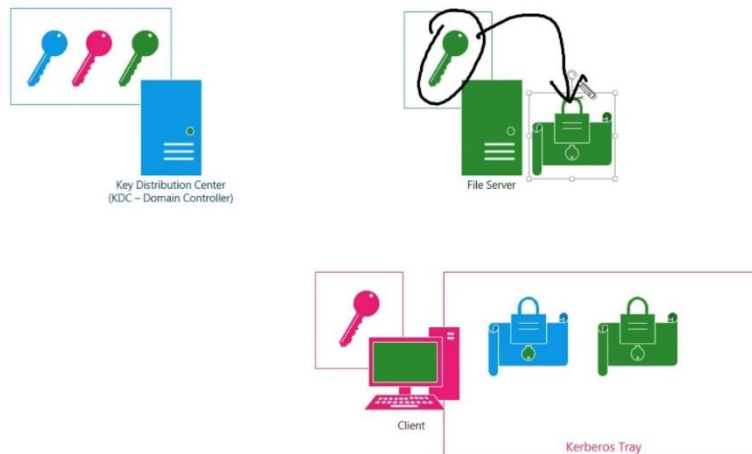 Key Distribution Center
(KDC – Domain Controller)
File Server
Client
Kerberos Tray